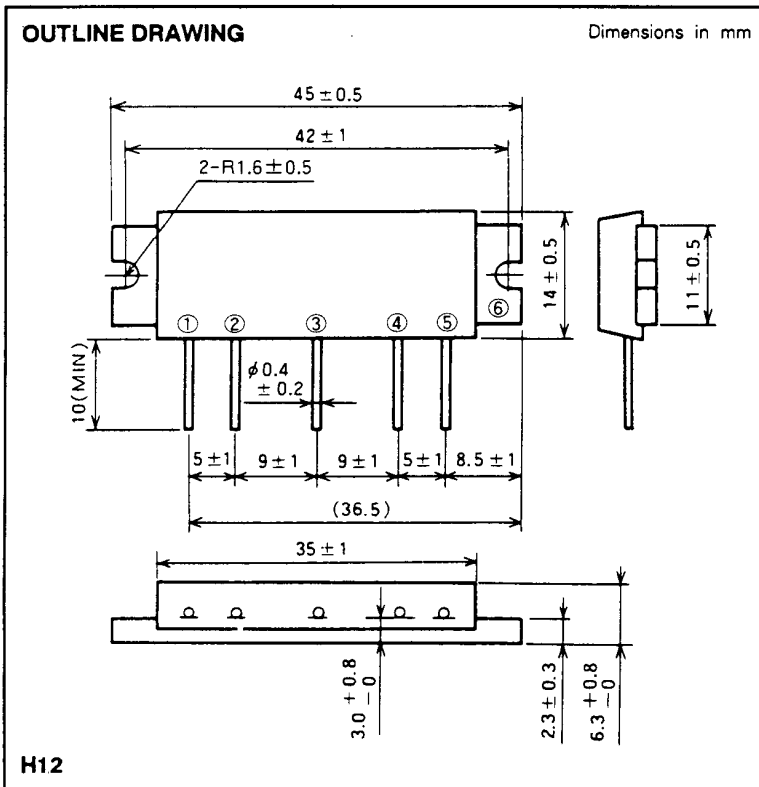 OUTLINE DRAWING
Dimensions in mm
45±0.5
42±1
2-R1.6±0.5
14±0.5
11±0.5
① ② ③ ④ ⑤ ⑥
10(MIN)
ϕ0.4
±0.2
5±1 9±1 9±1 5±1 8.5±1
(36.5)
35±1
3.0 +0.8
−0
2.3±0.3
6.3 +0.8
−0
H12